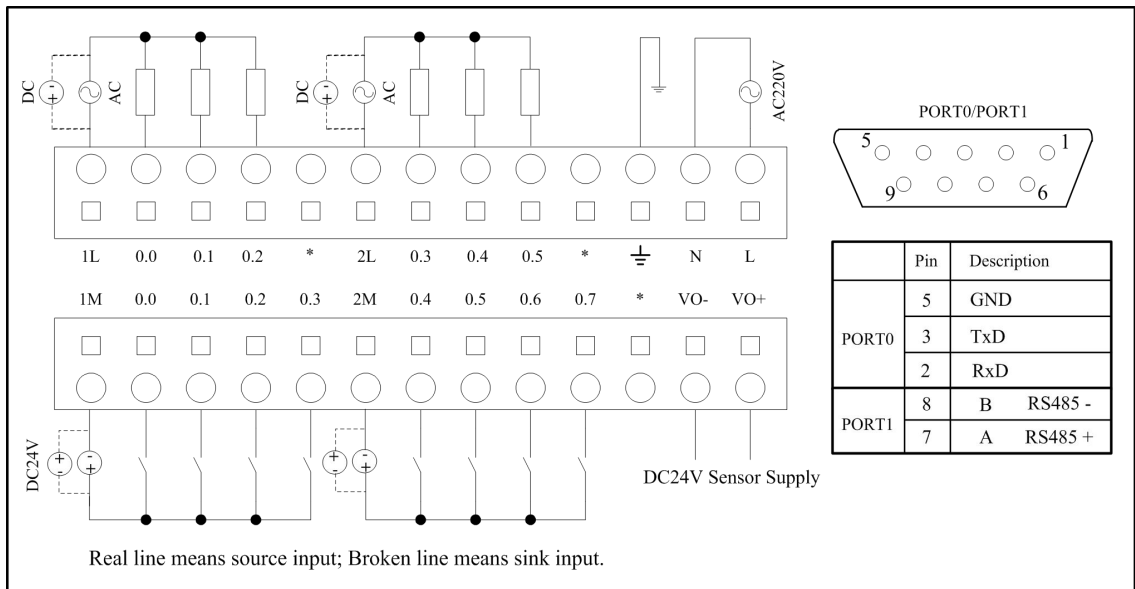 DC - + AC DC - + AC AC220V
1L 0.0 0.1 0.2 * 2L 0.3 0.4 0.5 * N L
1M 0.0 0.1 0.2 0.3 2M 0.4 0.5 0.6 0.7 * VO- VO+
DC24V + - - + + - - +
DC24V Sensor Supply
Real line means source input; Broken line means sink input.
PORT0/PORT1
5 1
9 6
Pin Description
PORT0 5 GND
3 TxD
2 RxD
PORT1 8 B RS485 -
7 A RS485 +